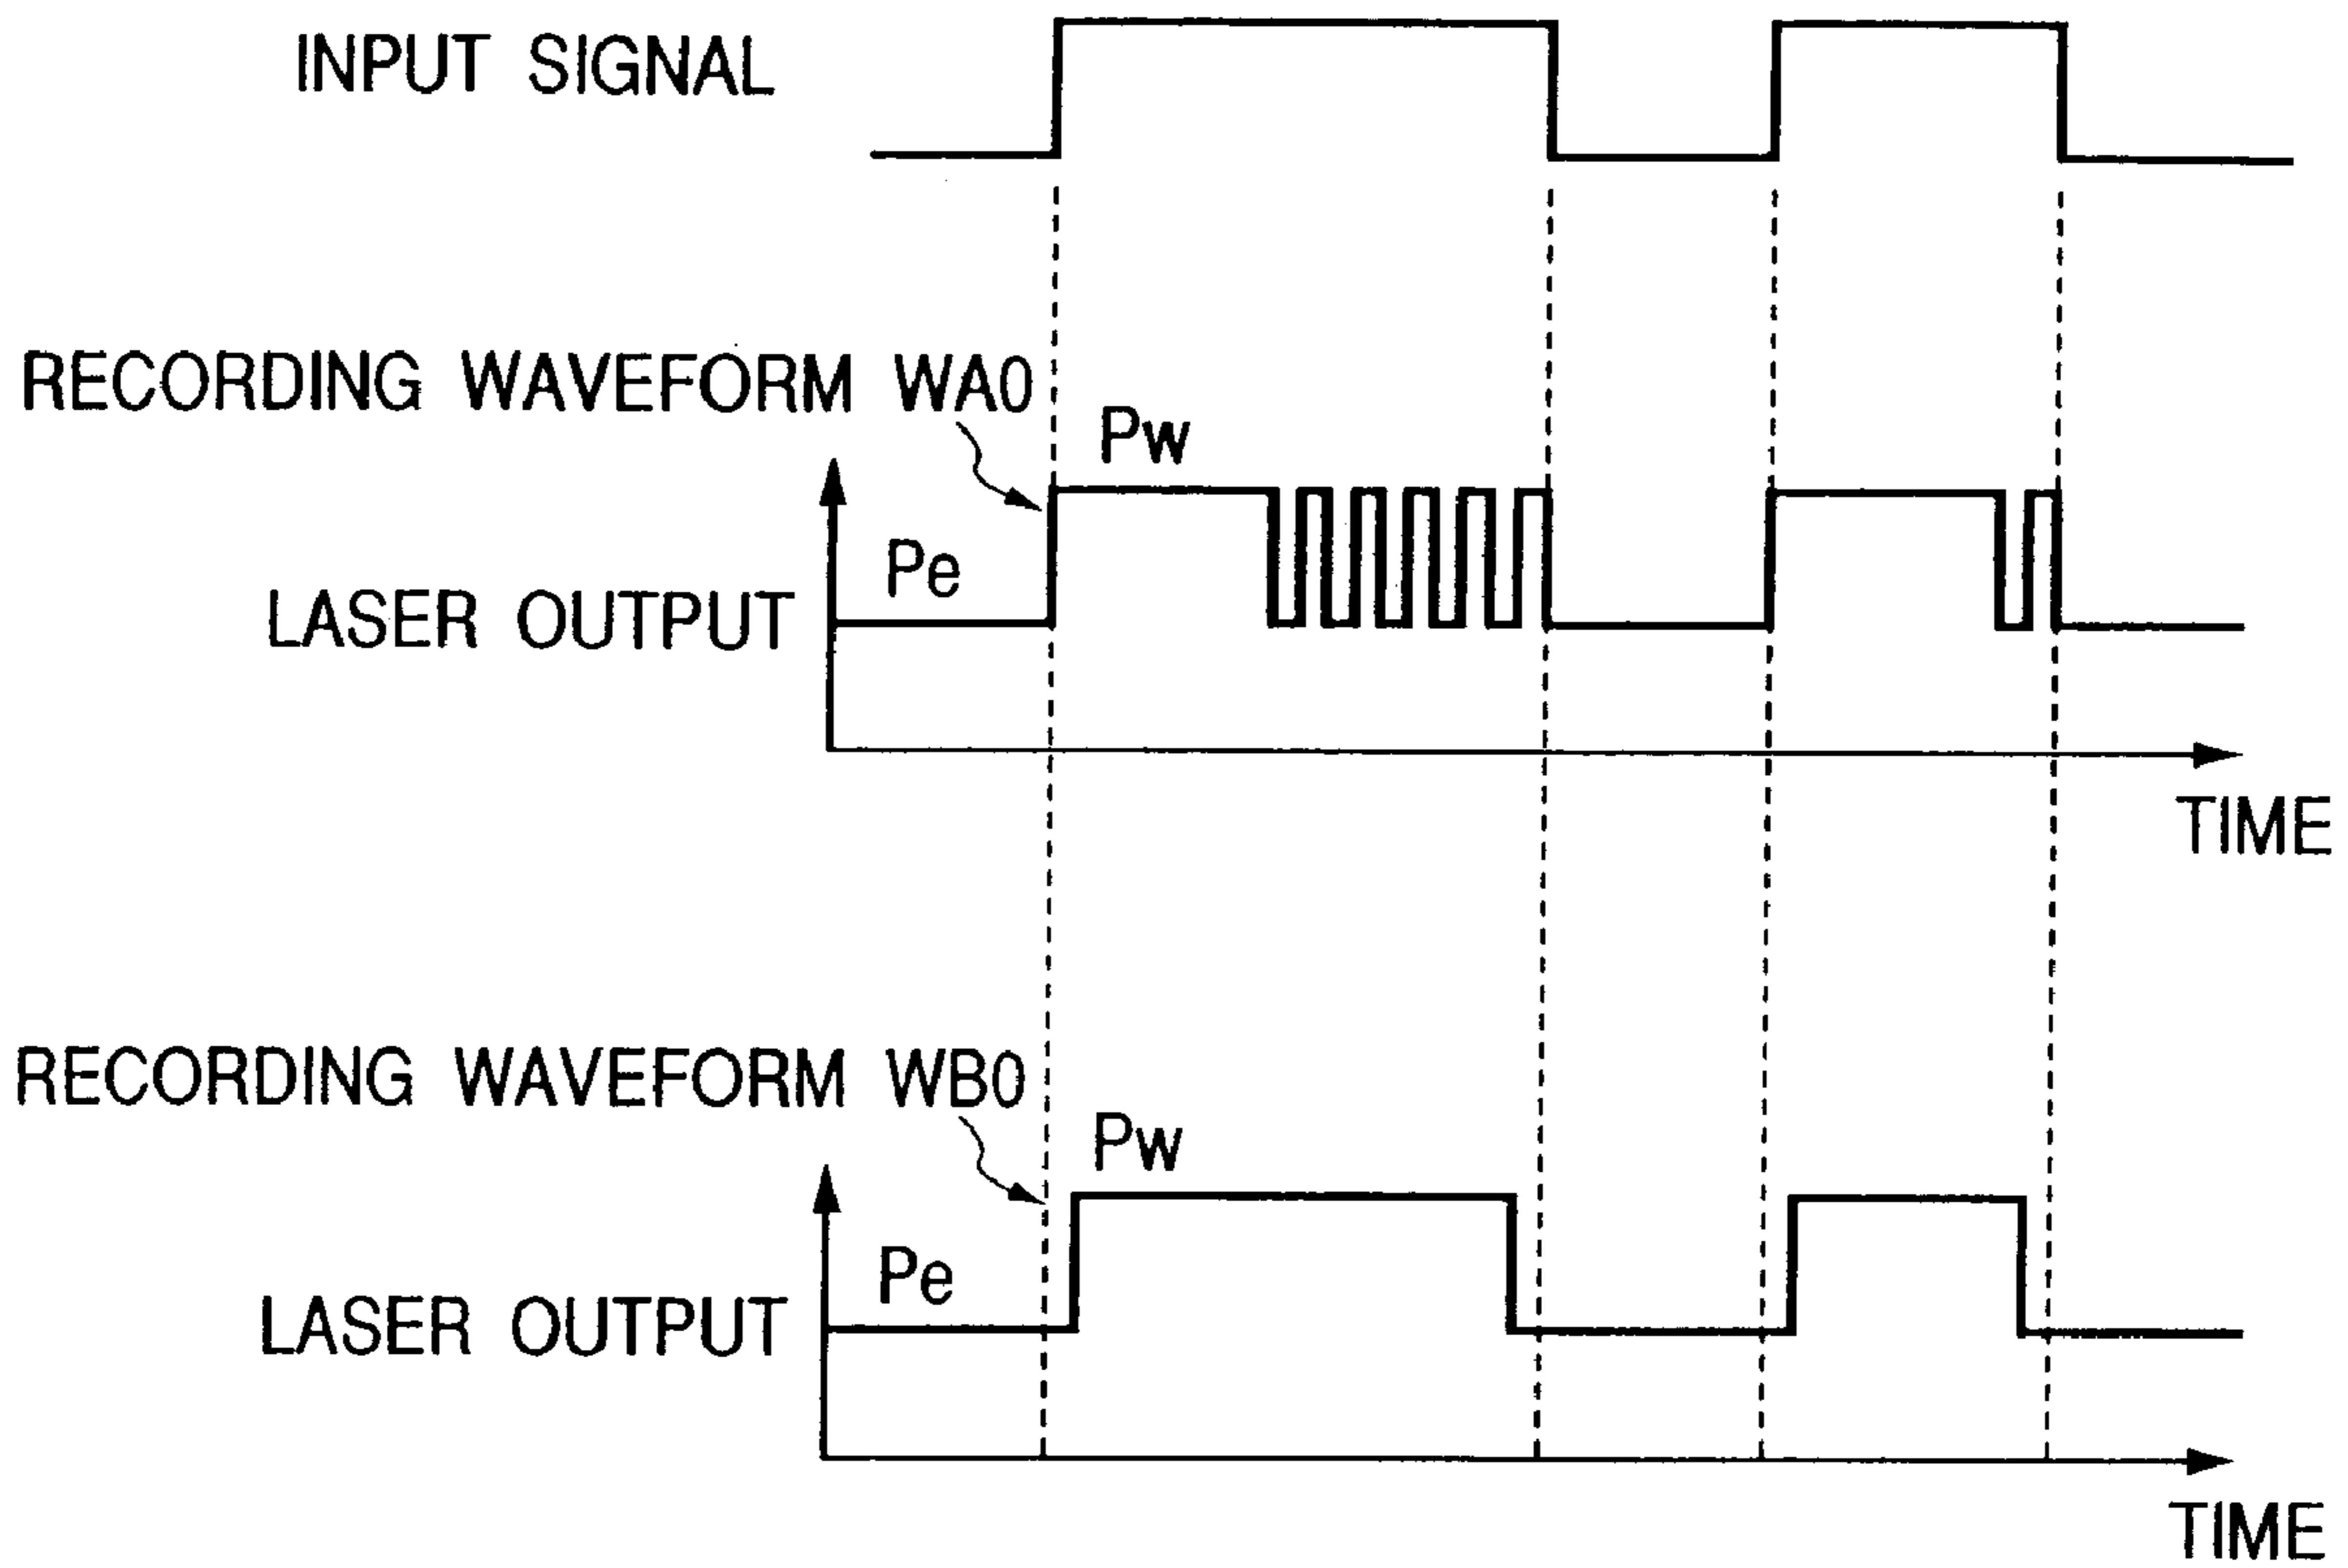 INPUT SIGNAL
RECORDING WAVEFORM WA0
Pw
Pe
LASER OUTPUT
TIME
RECORDING WAVEFORM WB0
Pw
Pe
LASER OUTPUT
TIME